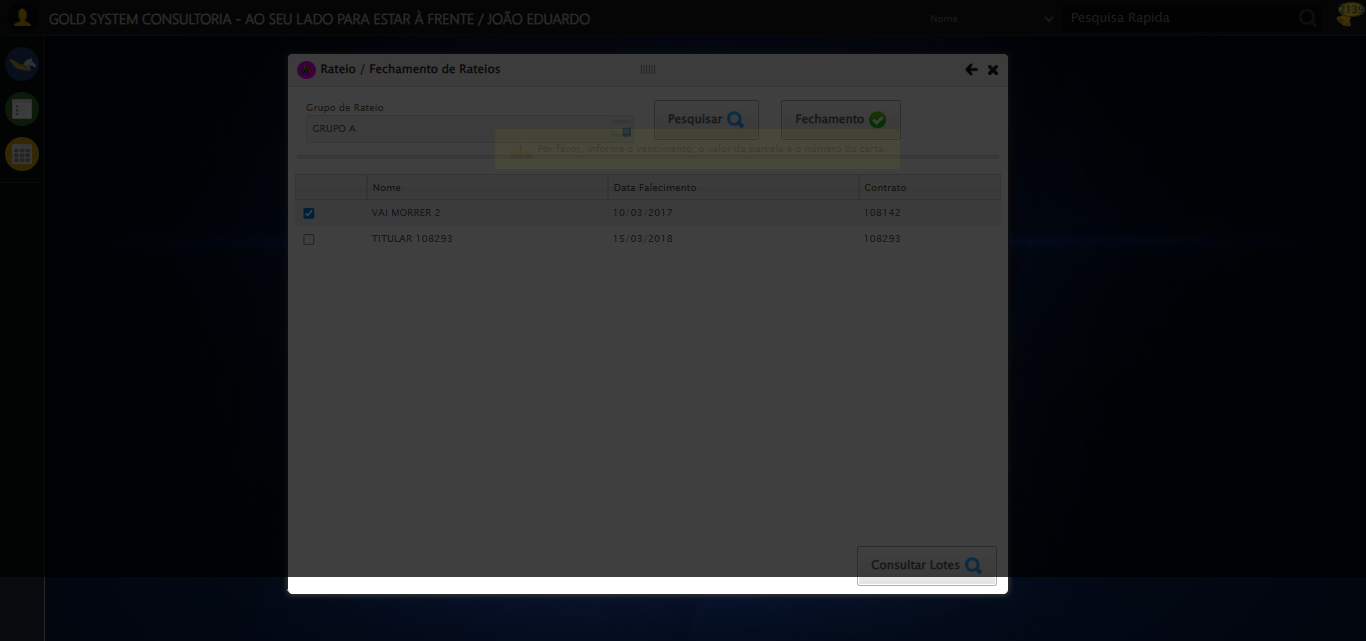 GOLD SYSTEM CONSULTORIA - AO SEU LADO PARA ESTAR À FRENTE / JOÃO EDUARDO
Nome
Pesquisa Rapida
213
Rateio / Fechamento de Rateios
Grupo de Rateio
GRUPO A
Pesquisar
Fechamento
Por favor, informe o vencimento, o valor da parcela e o número da carta.
Nome Data Falecimento Contrato
VAI MORRER 2 10/03/2017 108142
TITULAR 108293 15/03/2018 108293
Consultar Lotes